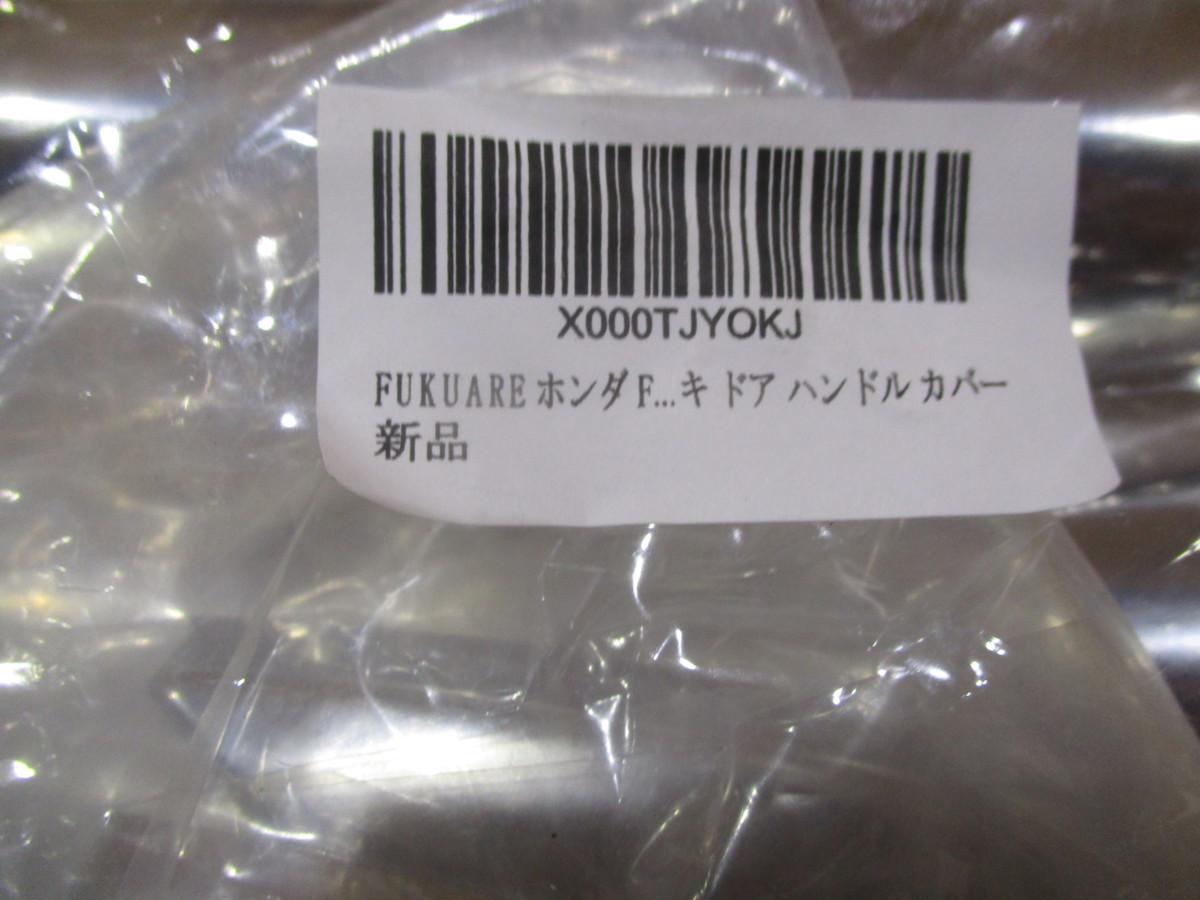 X000TJYOKJ
FUKUARE ホンダ F...キ ドア ハンドル カバー
新品